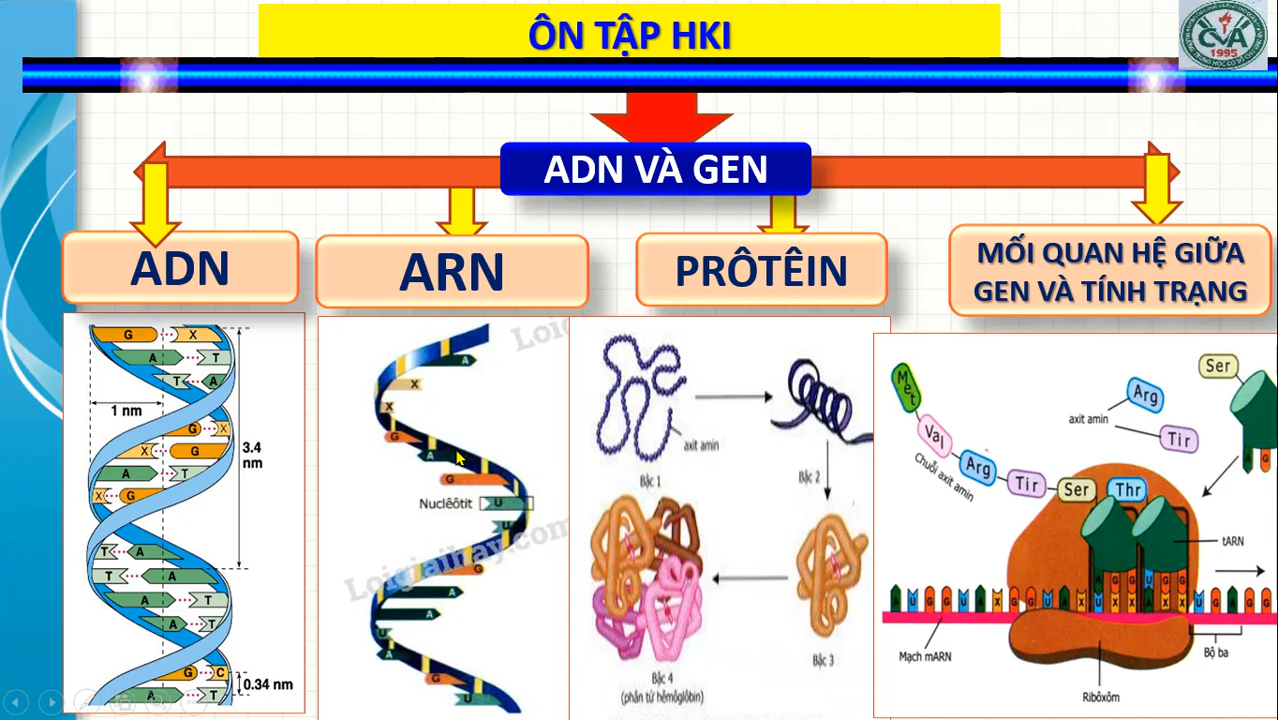 ÔN TẬP HKI
CVA
1995
ADN VÀ GEN
ADN
ARN
PRÔTÊIN
MỐI QUAN HỆ GIỮA
GEN VÀ TÍNH TRẠNG
G X
A T
T A
1 nm
G X
X G
A T
X G
3.4
nm
T A
T A
A T
A T
G C
0.34 nm
A T
A
X
X
G
A
G
Nuclêôtit U
U
G
A
A
U
A
G
U
Loigiaihay.com
axit amin
Bậc 1
Bậc 2
Bậc 3
Bậc 4
(phân tử hêmôglôbin)
Met
Val
Arg
Tir
Ser
Thr
Chuỗi axit amin
axit amin
Arg
Tir
Ser
A G
tARN
A G G U G G
A U G G U A X G G U A X U X X A X X U G A G G
Mạch mARN
Bộ ba
Ribôxôm